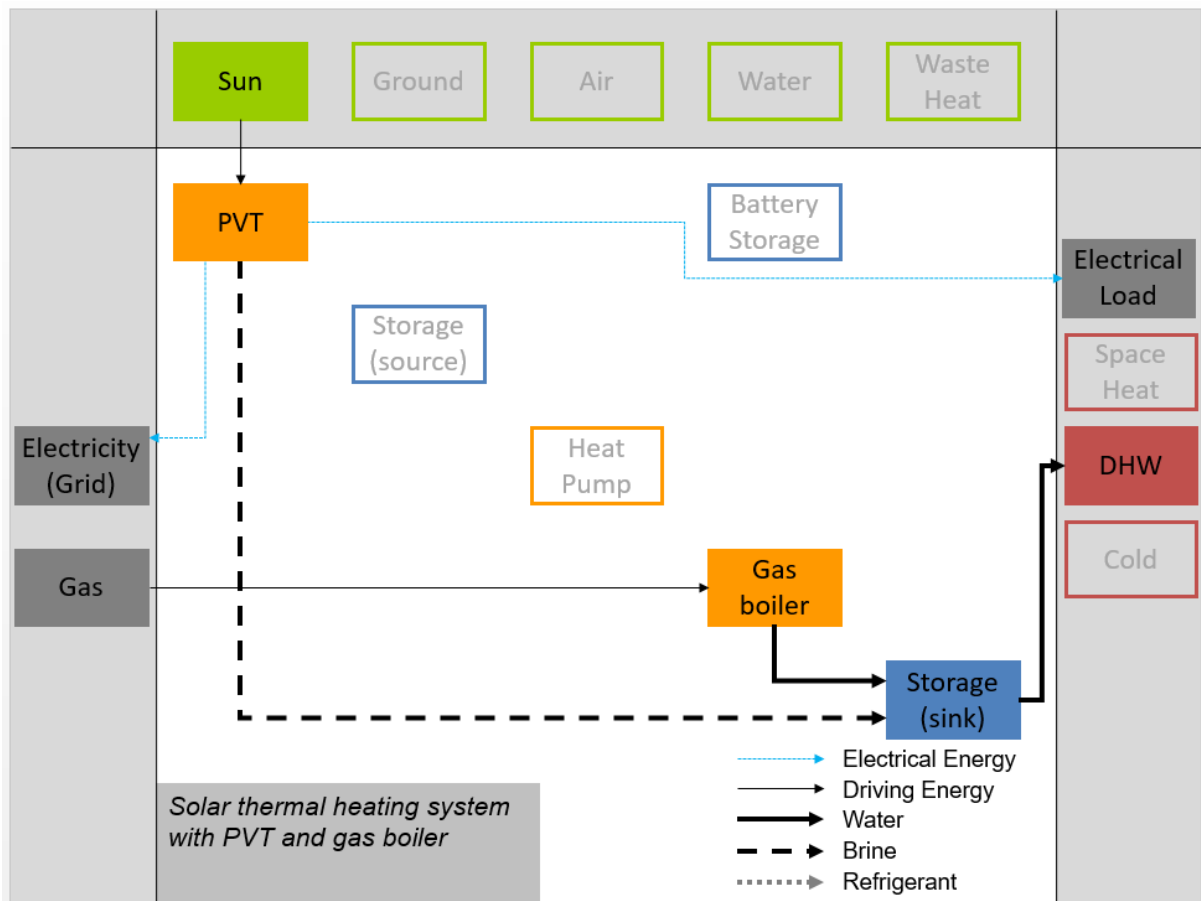 Sun
Ground
Air
Water
Waste
Heat
PVT
Battery
Storage
Electrical
Load
Storage
(source)
Space
Heat
Electricity
(Grid)
Heat
Pump
DHW
Gas
Gas
boiler
Cold
Storage
(sink)
Electrical Energy
Driving Energy
Water
Brine
Refrigerant
Solar thermal heating system
with PVT and gas boiler